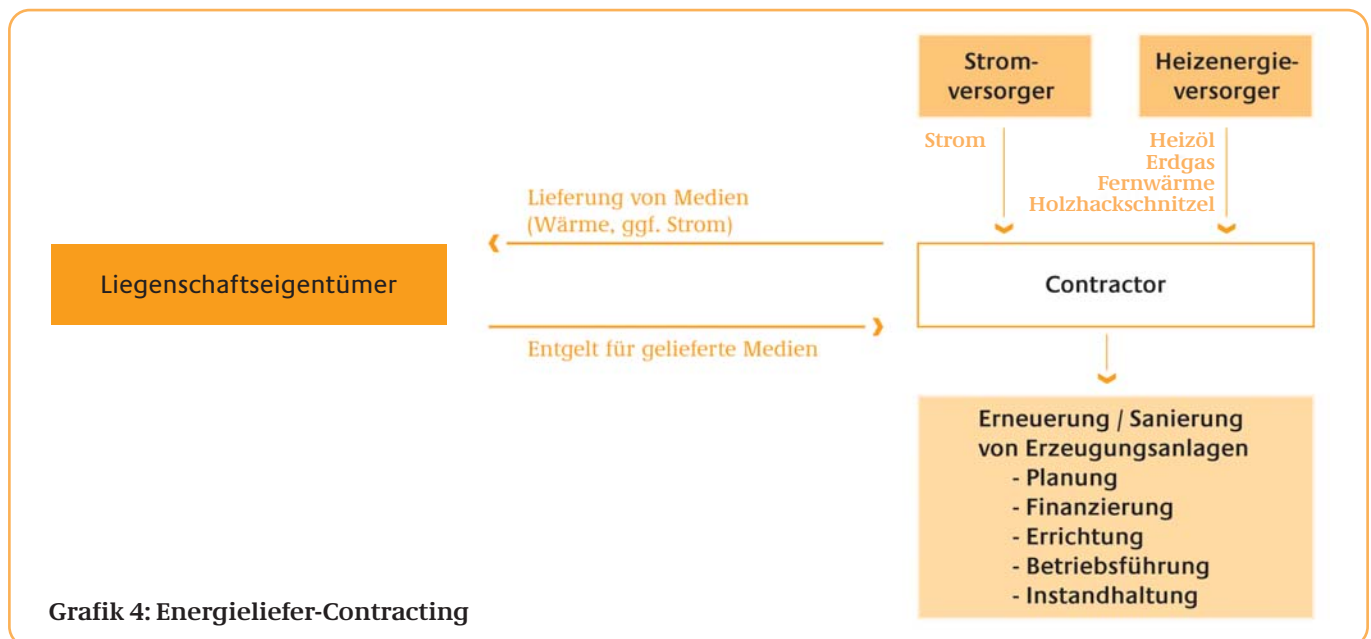 Strom-
versorger
Heizenergie-
versorger
Strom
Heizöl
Erdgas
Fernwärme
Holzhackschnitzel
Lieferung von Medien
(Wärme, ggf. Strom)
Liegenschaftseigentümer
Contractor
Entgelt für gelieferte Medien
Erneuerung / Sanierung
von Erzeugungsanlagen
- Planung
- Finanzierung
- Errichtung
- Betriebsführung
- Instandhaltung
Grafik 4: Energieliefer-Contracting